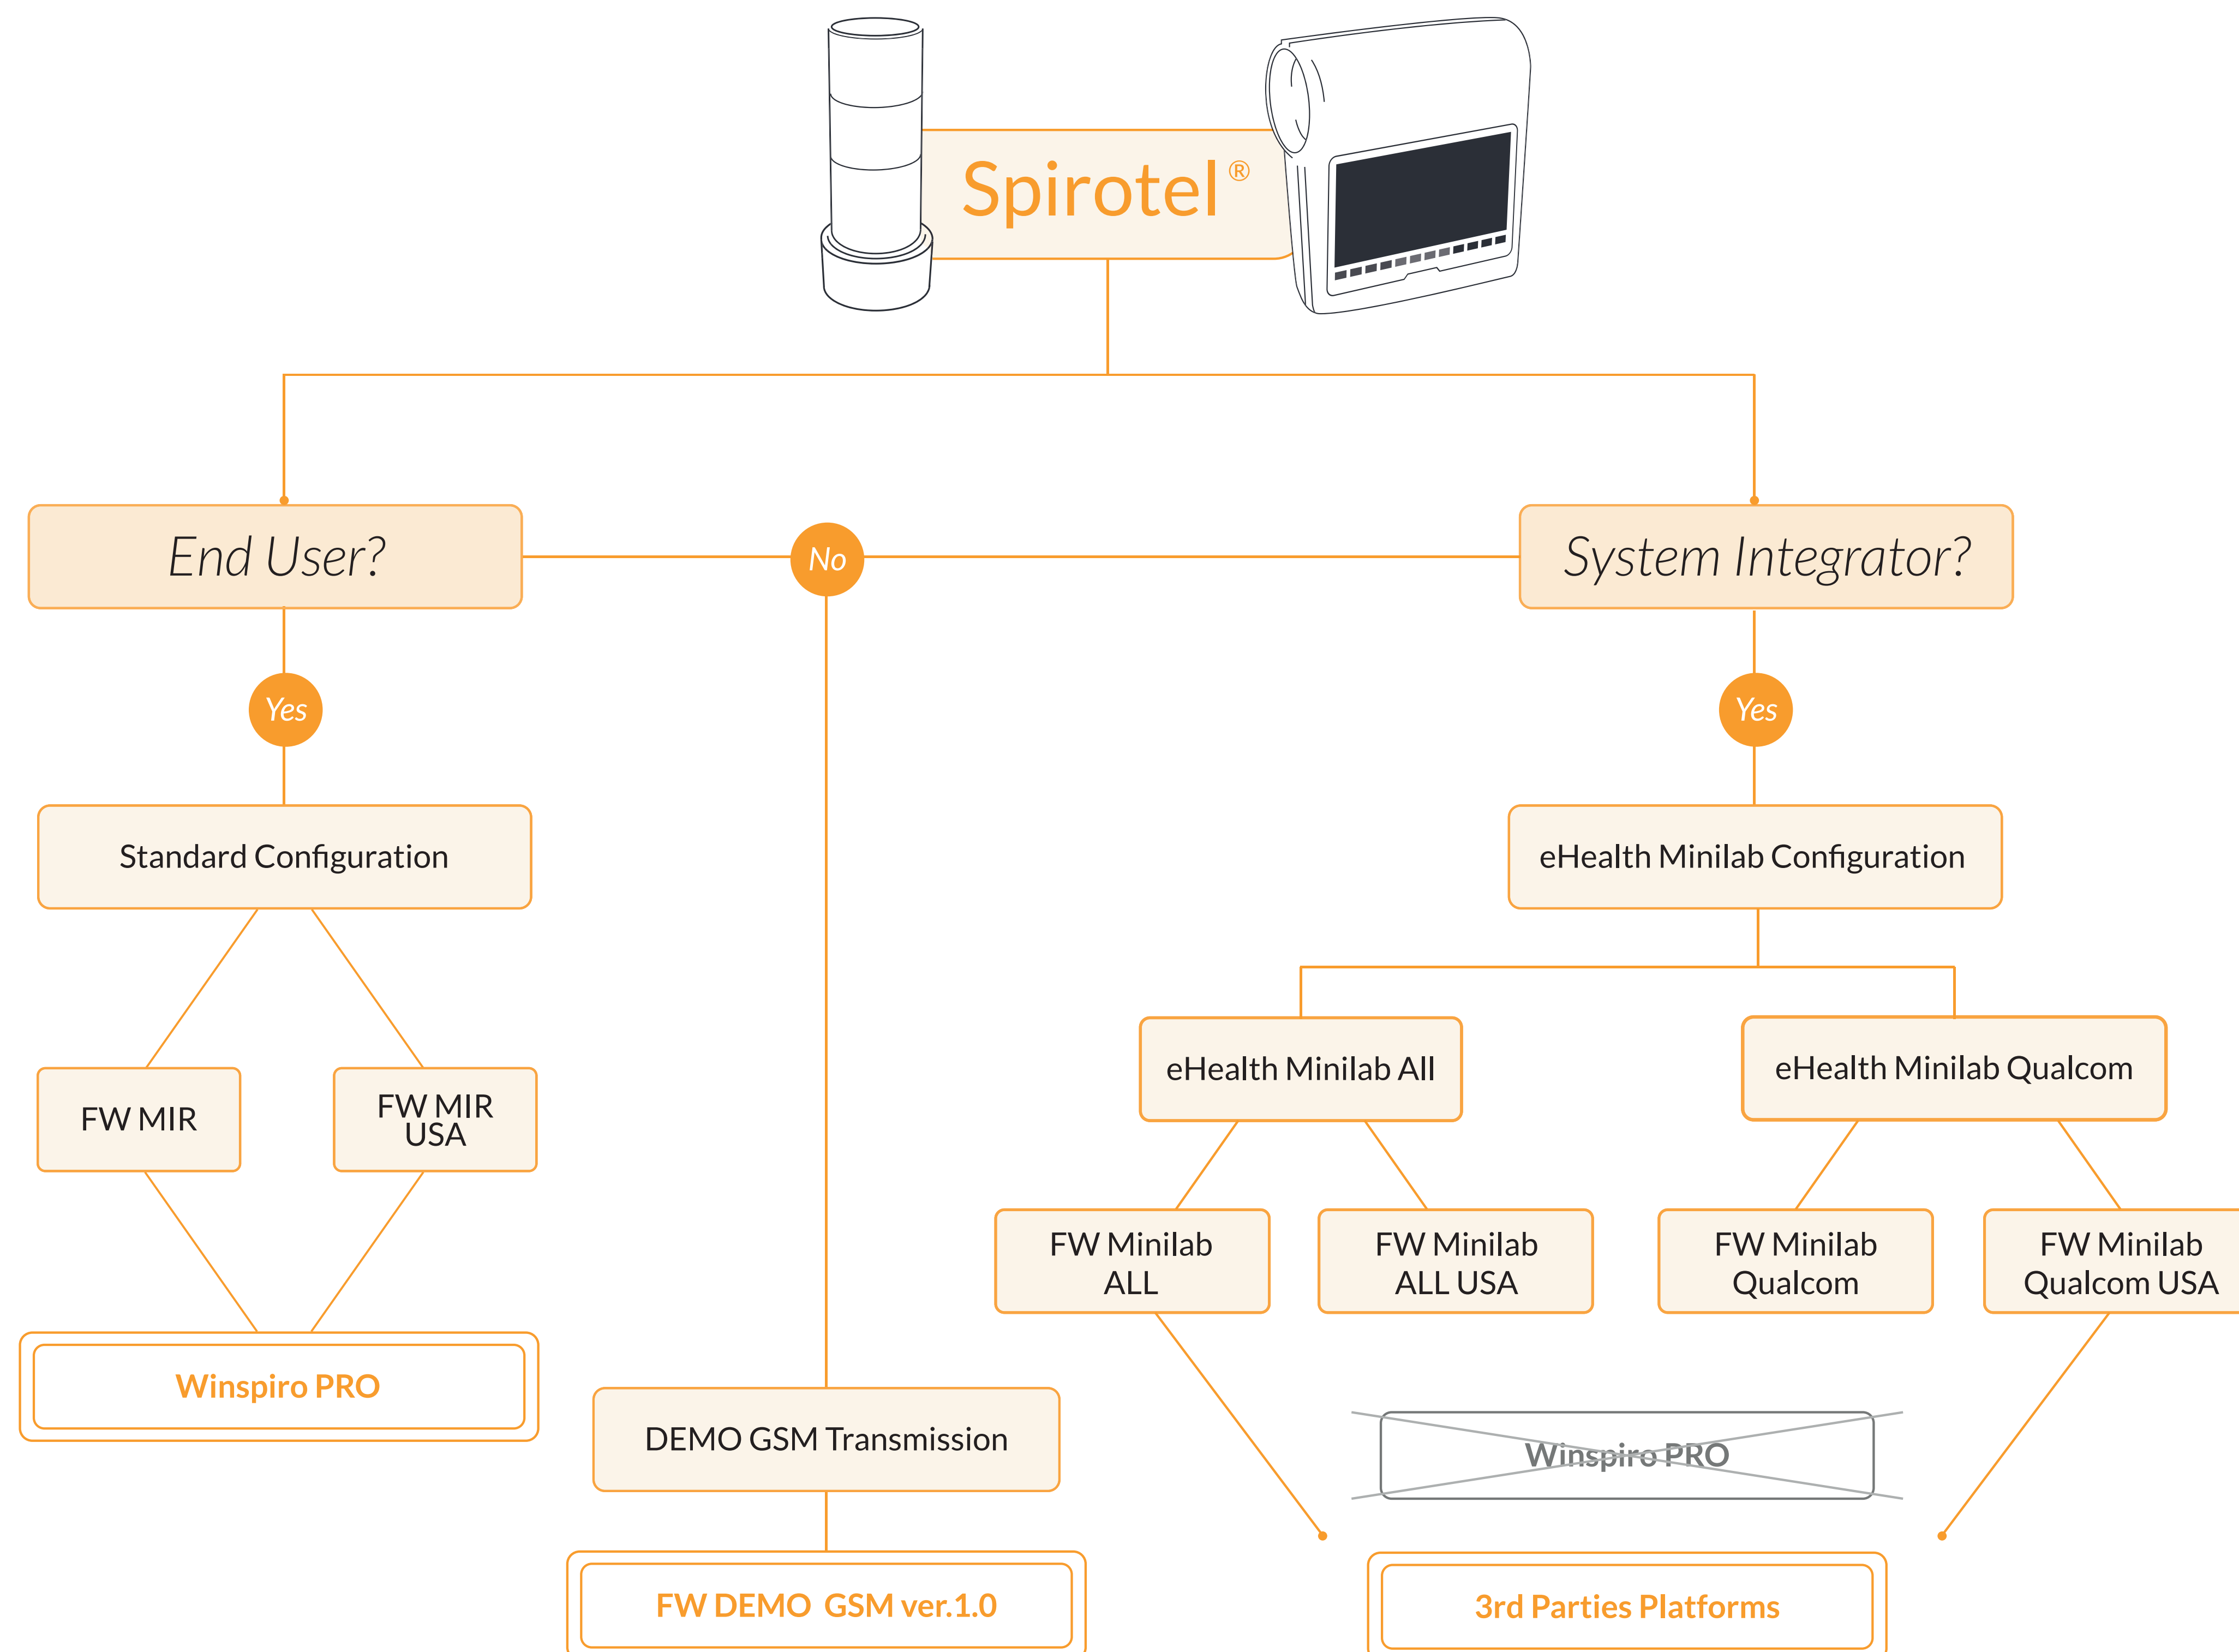 Spirotel®
End User?
No
System Integrator?
Yes
Yes
Standard Configuration
eHealth Minilab Configuration
eHealth Minilab All
eHealth Minilab Qualcom
FW MIR
FW MIR
USA
FW Minilab
ALL
FW Minilab
ALL USA
FW Minilab
Qualcom
FW Minilab
Qualcom USA
Winspiro PRO
DEMO GSM Transmission
Winspiro PRO
FW DEMO GSM ver.1.0
3rd Parties Platforms